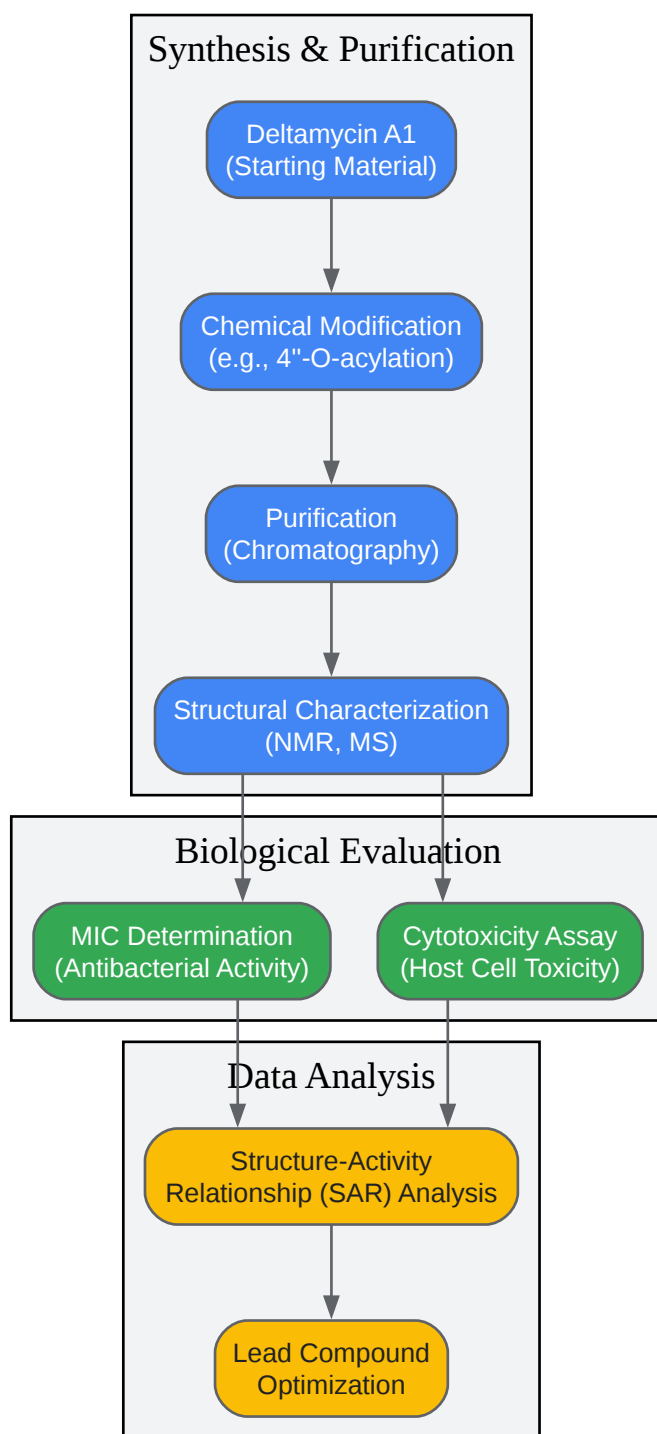 Synthesis & Purification
Deltamycin A1
(Starting Material)
Chemical Modification
(e.g., 4"-O-acylation)
Purification
(Chromatography)
Structural Characterization
(NMR, MS)
Biological Evaluation
MIC Determination
(Antibacterial Activity)
Cytotoxicity Assay
(Host Cell Toxicity)
Data Analysis
Structure-Activity
Relationship (SAR) Analysis
Lead Compound
Optimization